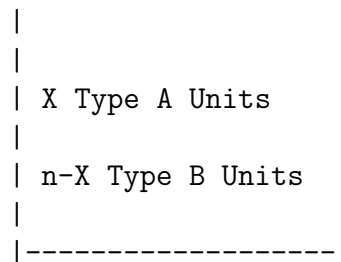 |
|
| X Type A Units
|
| n-X Type B Units
|
|-------------------